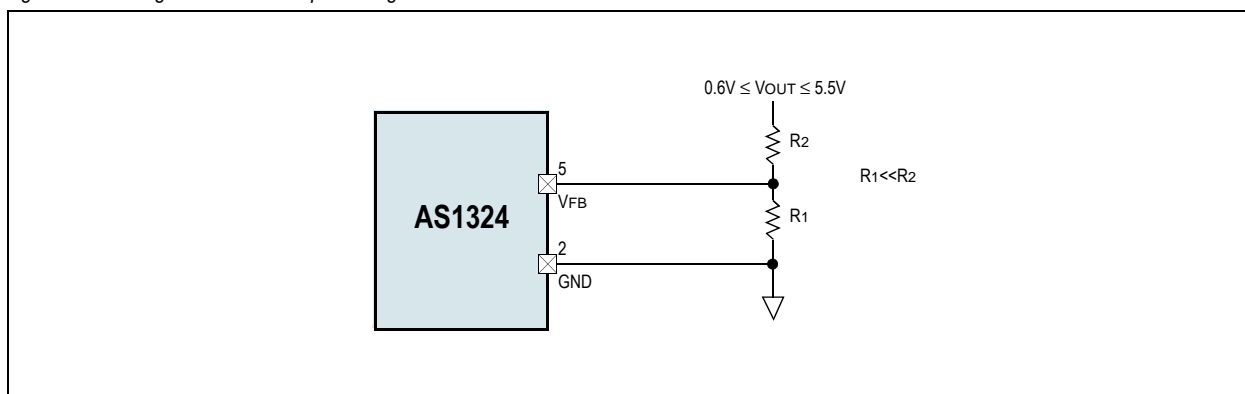 0.6V ≤ VOUT ≤ 5.5V
R2
5
R1<<R2
VFB
AS1324
R1
2
GND